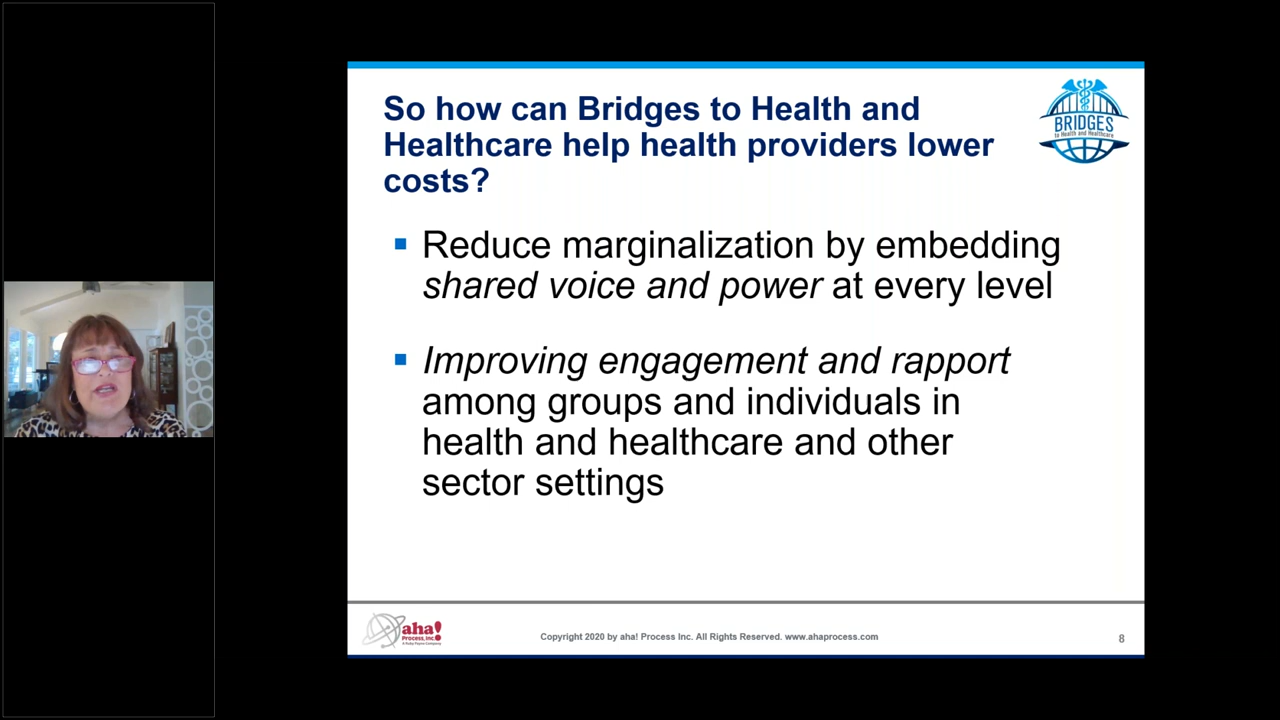 So how can Bridges to Health and
Healthcare help health providers lower
costs?
BRIDGES
to Health and Healthcare
▪ Reduce marginalization by embedding
shared voice and power at every level
▪ Improving engagement and rapport
among groups and individuals in
health and healthcare and other
sector settings
aha!
Process, Inc.
A Ruby Payne Company
Copyright 2020 by aha! Process Inc. All Rights Reserved. www.ahaprocess.com
8